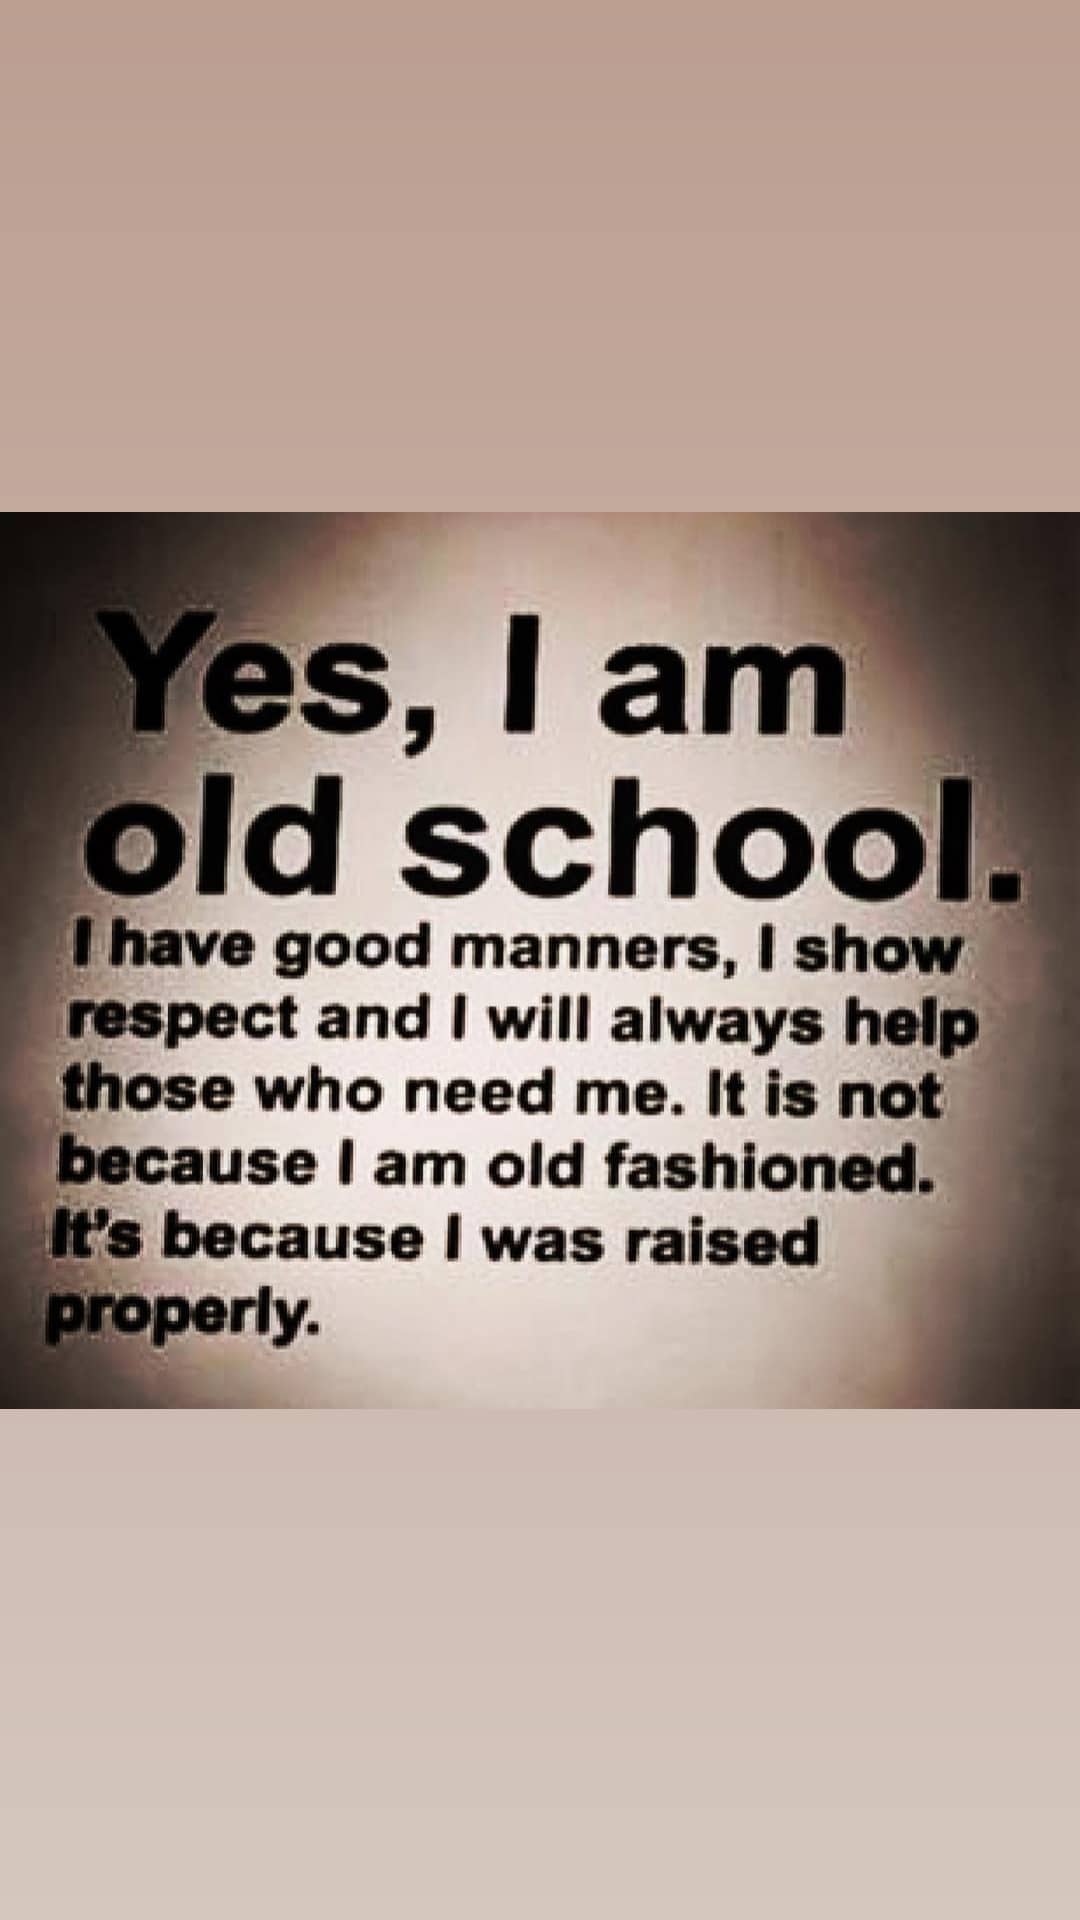 Yes, I am
old school.
I have good manners, I show
respect and I will always help
those who need me. It is not
because I am old fashioned.
It's because I was raised
properly.